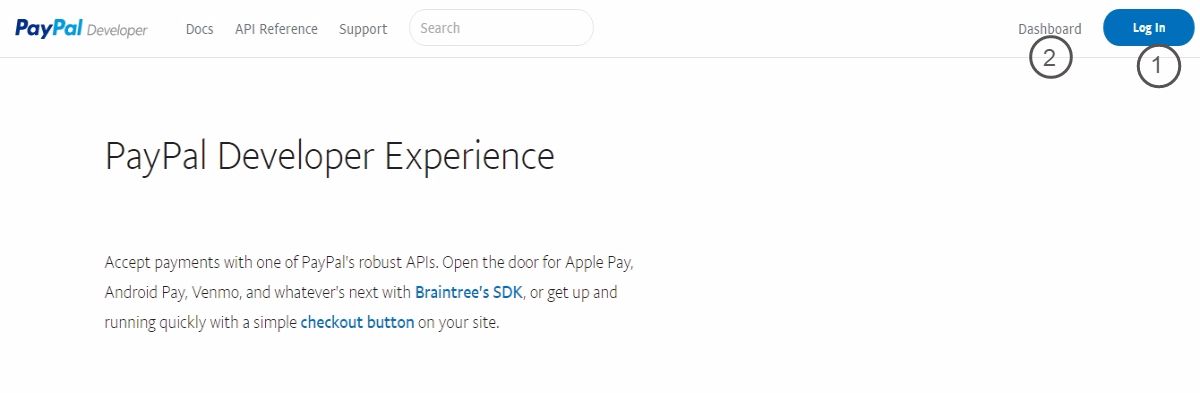 PayPal Developer Docs API Reference Support Search Dashboard Log In
2 1
PayPal Developer Experience
Accept payments with one of PayPal's robust APIs. Open the door for Apple Pay,
Android Pay, Venmo, and whatever's next with Braintree's SDK, or get up and
running quickly with a simple checkout button on your site.